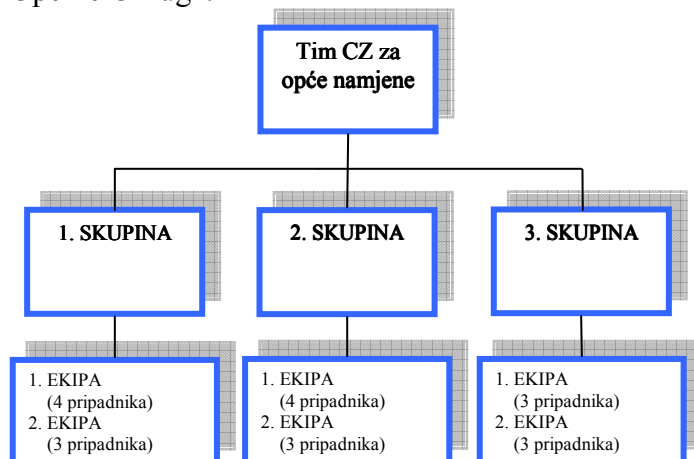 Tim CZ za
opće namjene
1. SKUPINA
2. SKUPINA
3. SKUPINA
1. EKIPA
(4 pripadnika)
2. EKIPA
(3 pripadnika)
1. EKIPA
(4 pripadnika)
2. EKIPA
(3 pripadnika)
1. EKIPA
(3 pripadnika)
2. EKIPA
(3 pripadnika)